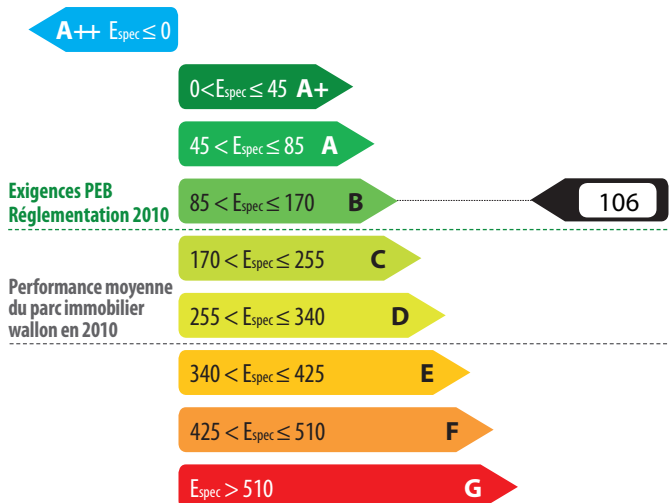 A++ Espec ≤ 0
0 < Espec ≤ 45 A+
45 < Espec ≤ 85 A
Exigences PEB
Réglementation 2010
85 < Espec ≤ 170 B
106
170 < Espec ≤ 255 C
Performance moyenne
du parc immobilier
wallon en 2010
255 < Espec ≤ 340 D
340 < Espec ≤ 425 E
425 < Espec ≤ 510 F
Espec > 510 G